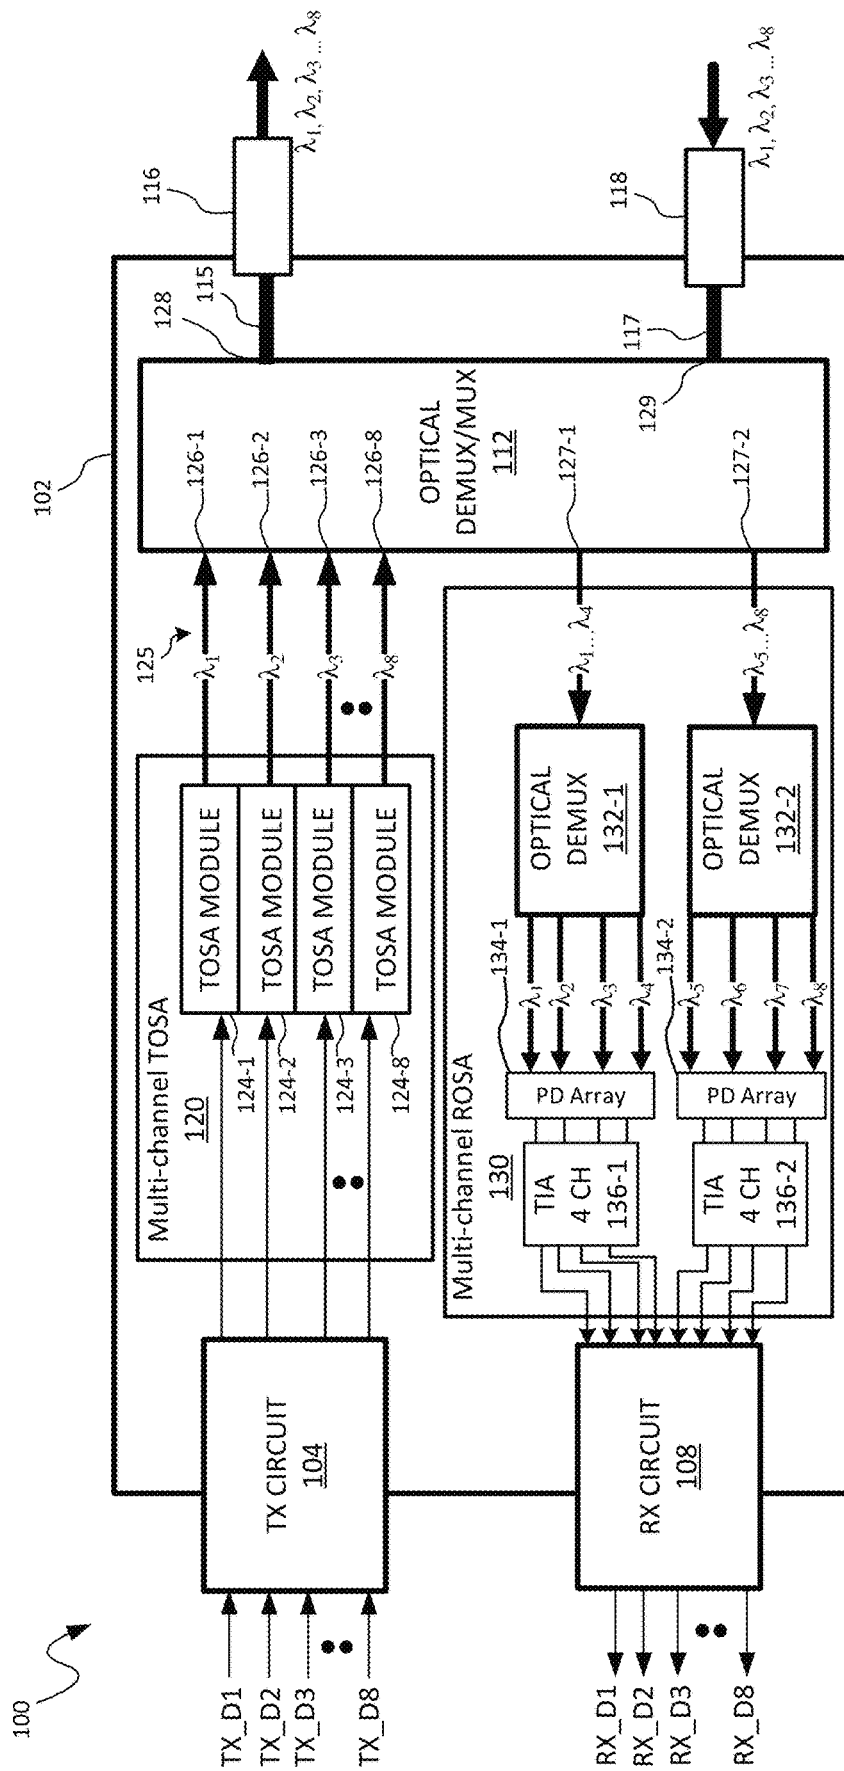 100
102
TX_D1
TX_D2
TX_D3
TX_D8
TX CIRCUIT
104
Multi-channel TOSA
120
124-1
124-2
124-3
124-8
TOSA MODULE
TOSA MODULE
TOSA MODULE
TOSA MODULE
125
λ1
λ2
λ3
λ8
126-1
126-2
126-3
126-8
OPTICAL
DEMUX/MUX
112
127-1
127-2
128
129
115
116
λ1, λ2, λ3 ... λ8
117
118
λ1, λ2, λ3 ... λ8
RX_D1
RX_D2
RX_D3
RX_D8
RX CIRCUIT
108
Multi-channel ROSA
130
TIA
4 CH
136-1
TIA
4 CH
136-2
134-1
PD Array
134-2
PD Array
λ1
λ2
λ3
λ4
λ5
λ6
λ7
λ8
OPTICAL
DEMUX
132-1
OPTICAL
DEMUX
132-2
λ1...λ4
λ5...λ8